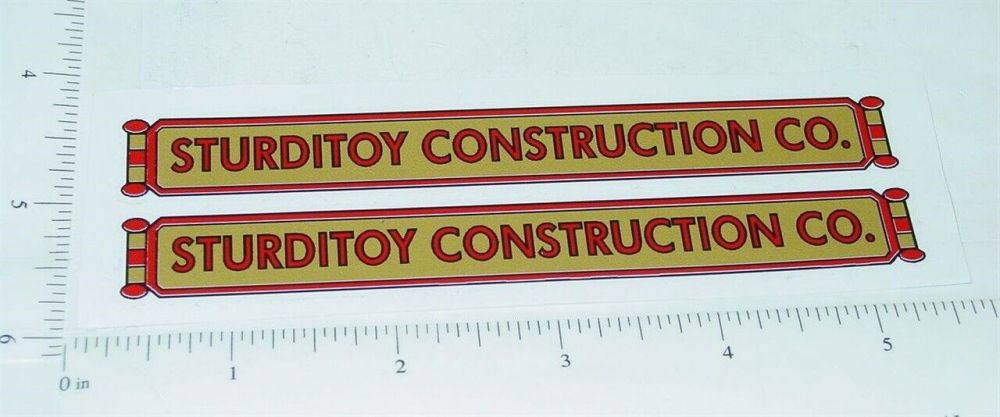 4
STURDITOY CONSTRUCTION CO.
5
STURDITOY CONSTRUCTION CO.
6
0 in 1 2 3 4 5